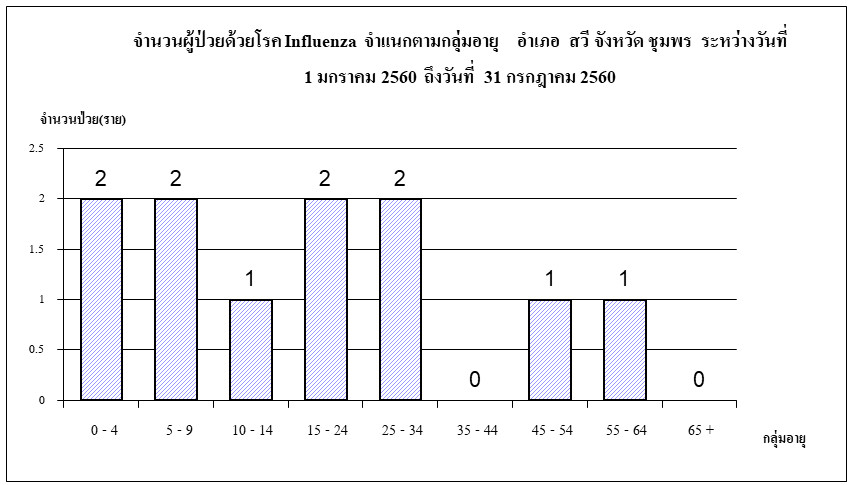 จำนวนผู้ป่วยด้วยโรค Influenza จำแนกตามกลุ่มอายุ อำเภอ สวี จังหวัด ชุมพร ระหว่างวันที่
1 มกราคม 2560 ถึงวันที่ 31 กรกฎาคม 2560
จำนวนป่วย(ราย)
2.5
2
1.5
1
0.5
0
2 2 1 2 2 0 1 1 0
0 - 4 5 - 9 10 - 14 15 - 24 25 - 34 35 - 44 45 - 54 55 - 64 65 +
กลุ่มอายุ